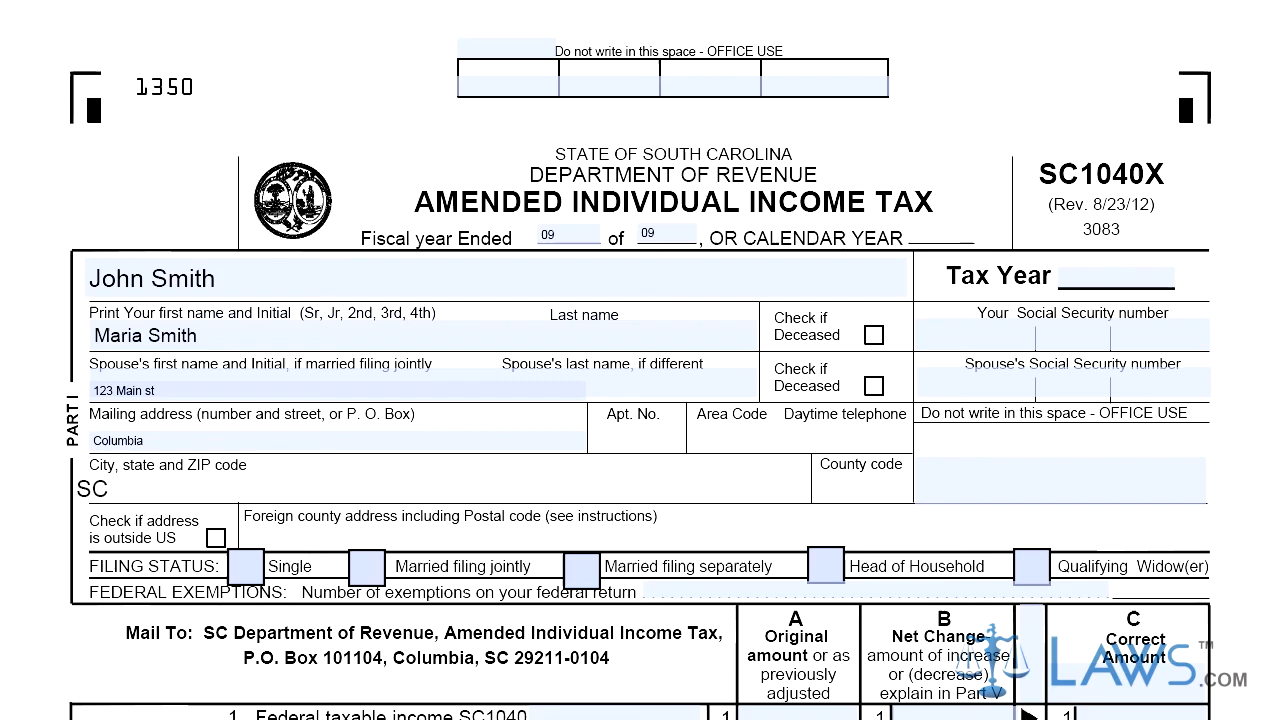 Do not write in this space - OFFICE USE
1350
STATE OF SOUTH CAROLINA
DEPARTMENT OF REVENUE
AMENDED INDIVIDUAL INCOME TAX
SC1040X
(Rev. 8/23/12)
3083
Fiscal year Ended 09 of 09, OR CALENDAR YEAR
John Smith
Tax Year
Print Your first name and Initial (Sr, Jr, 2nd, 3rd, 4th) Last name
Maria Smith
Check if Deceased
Your Social Security number
Spouse's first name and Initial, if married filing jointly Spouse's last name, if different
123 Main st
Check if Deceased
Spouse's Social Security number
PART I
Mailing address (number and street, or P. O. Box) Apt. No. Area Code Daytime telephone Do not write in this space - OFFICE USE
Columbia
City, state and ZIP code County code
SC
Check if address
is outside US
Foreign county address including Postal code (see instructions)
FILING STATUS: Single Married filing jointly Married filing separately Head of Household Qualifying Widow(er)
FEDERAL EXEMPTIONS: Number of exemptions on your federal return
Mail To: SC Department of Revenue, Amended Individual Income Tax,
P.O. Box 101104, Columbia, SC 29211-0104
A
Original
amount or as
previously
adjusted
B
Net Change
amount of increase
or (decrease)
explain in Part V
C
Correct
Amount
LAWS.COM
TM
1 Federal taxable income SC1040 1 1 1